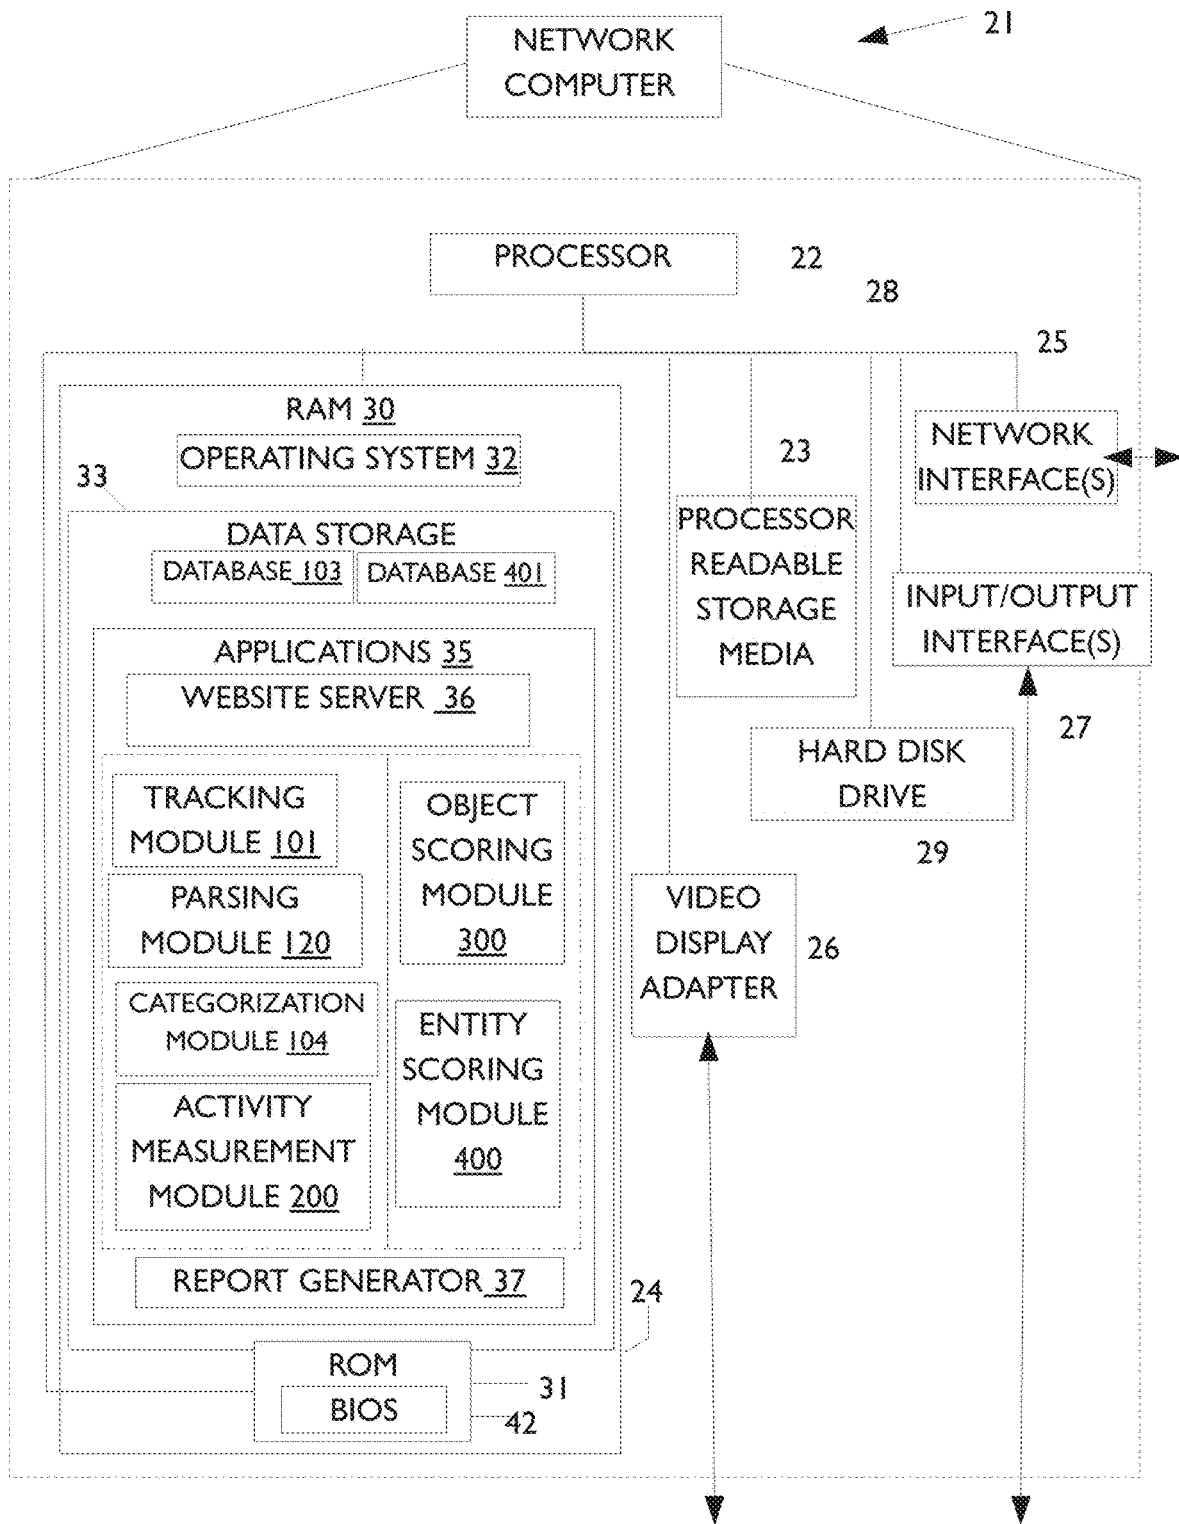 NETWORK
COMPUTER
21
PROCESSOR
22
28
25
RAM 30
OPERATING SYSTEM 32
33
DATA STORAGE
DATABASE 103
DATABASE 401
APPLICATIONS 35
WEBSITE SERVER 36
TRACKING
MODULE 101
PARSING
MODULE 120
CATEGORIZATION
MODULE 104
ACTIVITY
MEASUREMENT
MODULE 200
OBJECT
SCORING
MODULE
300
ENTITY
SCORING
MODULE
400
REPORT GENERATOR 37
24
ROM
31
BIOS
42
23
PROCESSOR
READABLE
STORAGE
MEDIA
NETWORK
INTERFACE(S)
INPUT/OUTPUT
INTERFACE(S)
27
HARD DISK
DRIVE
29
VIDEO
DISPLAY
ADAPTER
26